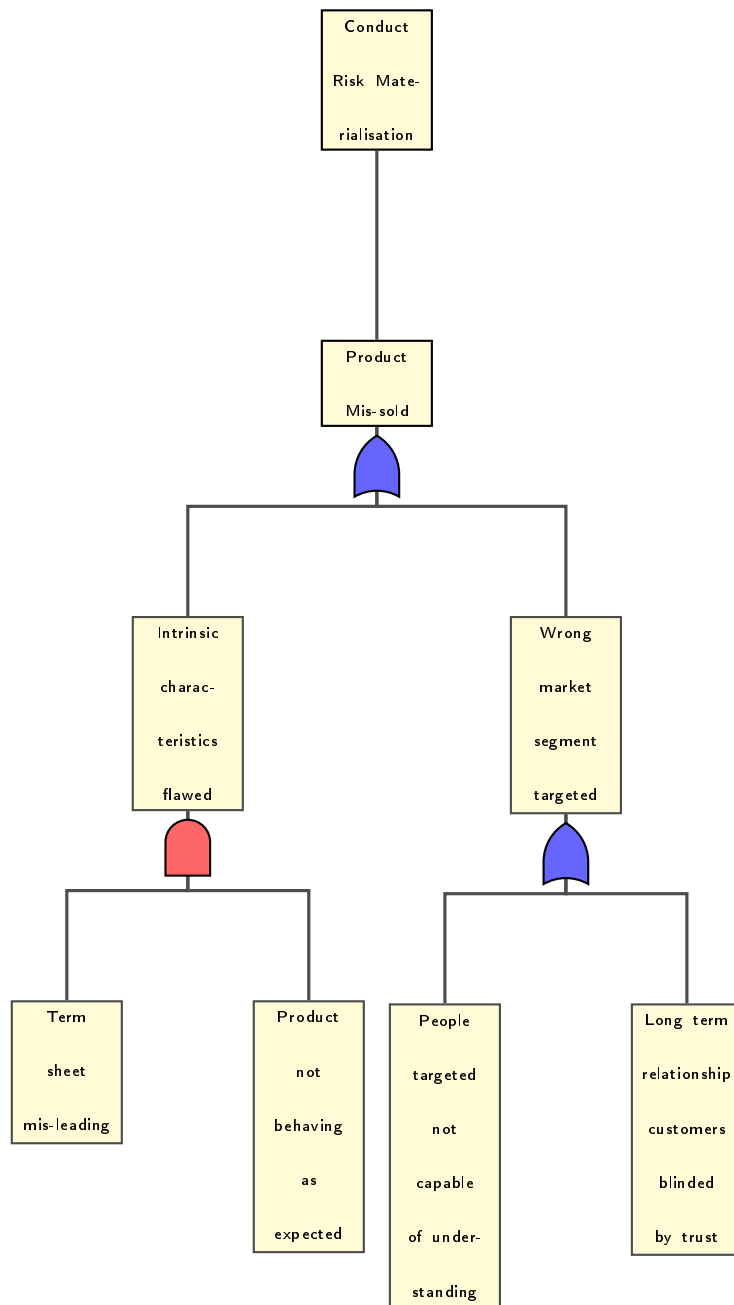 Conduct
Risk Mate-
rialisation
Product
Mis-sold
Intrinsic
charac-
teristics
flawed
Wrong
market
segment
targeted
Term
sheet
mis-leading
Product
not
behaving
as
expected
People
targeted
not
capable
of under-
standing
Long term
relationship
customers
blinded
by trust